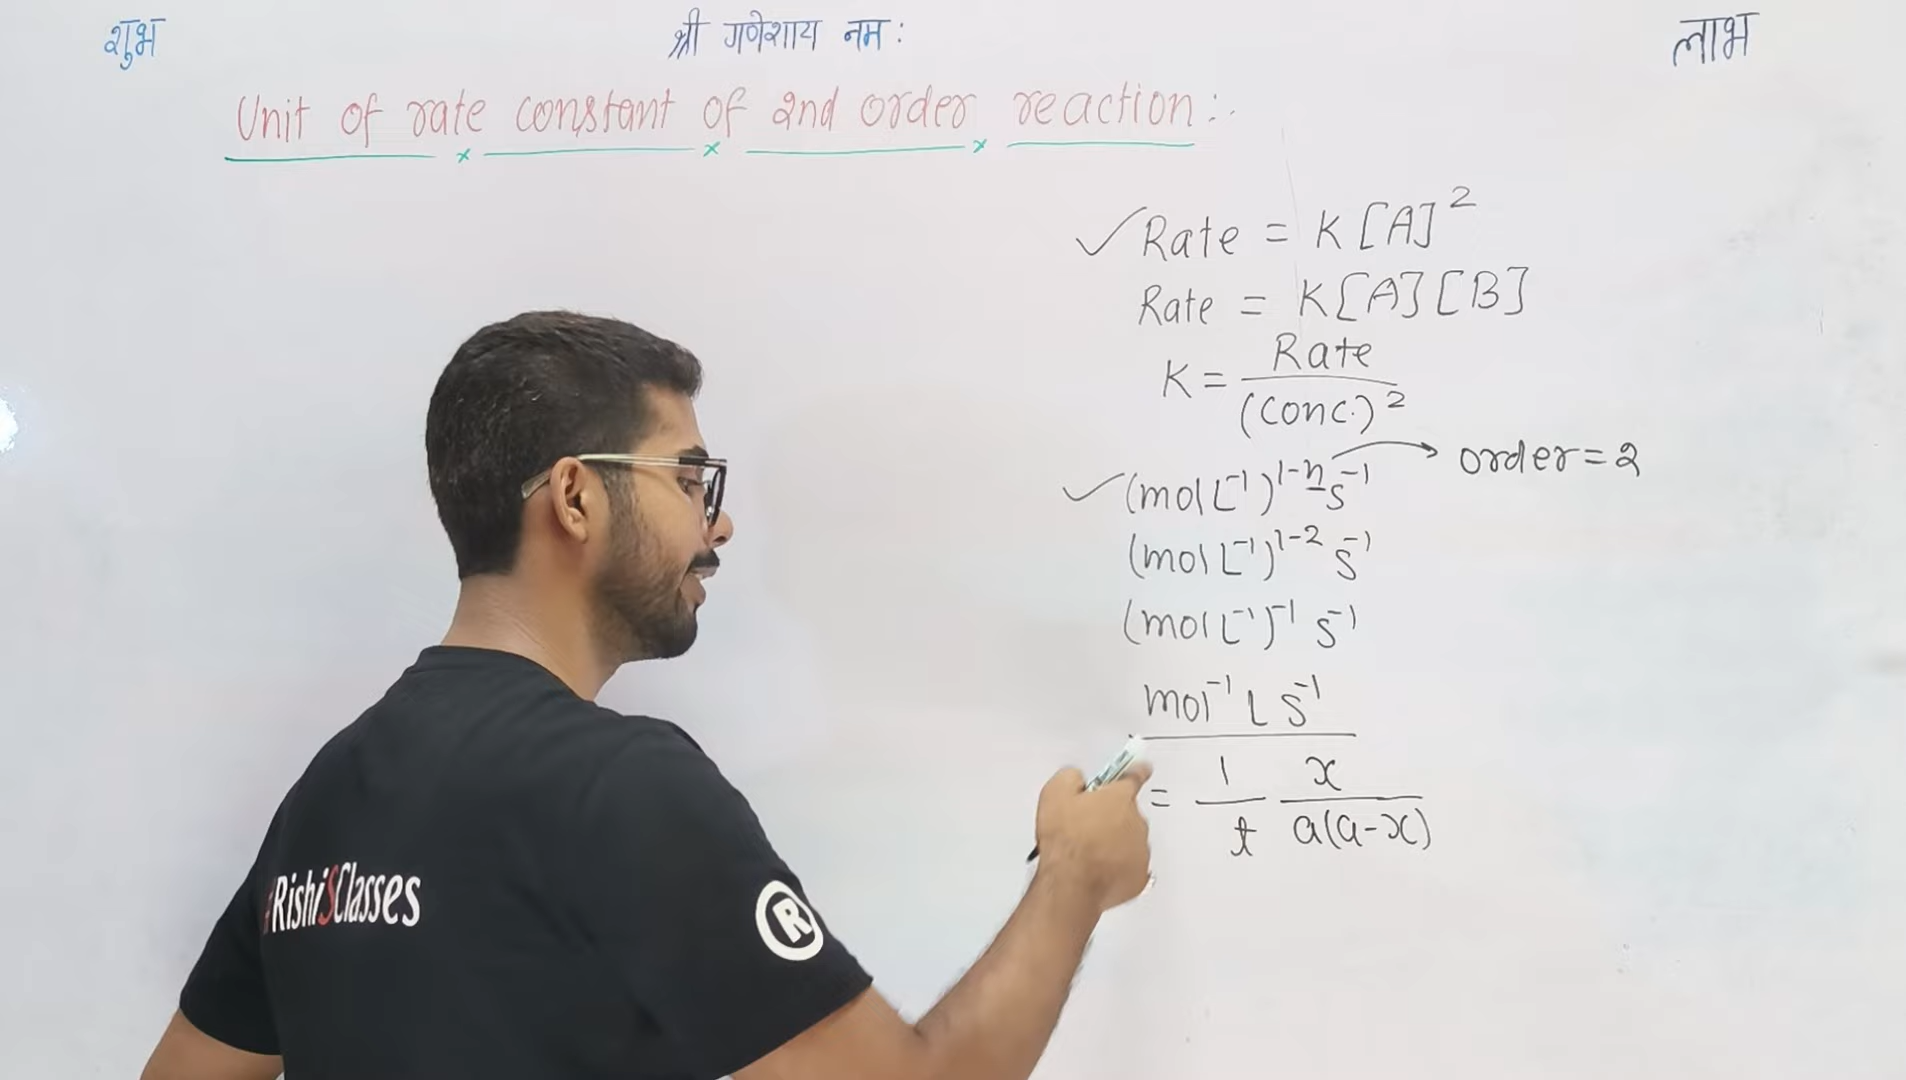 शुभ श्री गणेशाय नमः लाभ
Unit of rate constant of 2nd order reaction:-
✓ Rate = K[A]²
Rate = K[A][B]
K = Rate / (Conc.)²
✓ (mol L⁻¹)¹⁻ⁿ s⁻¹ → order = 2
(mol L⁻¹)¹⁻² s⁻¹
(mol L⁻¹)⁻¹ s⁻¹
mol⁻¹ L s⁻¹
= 1/t x/a(a-x)
#RishiSClasses
R